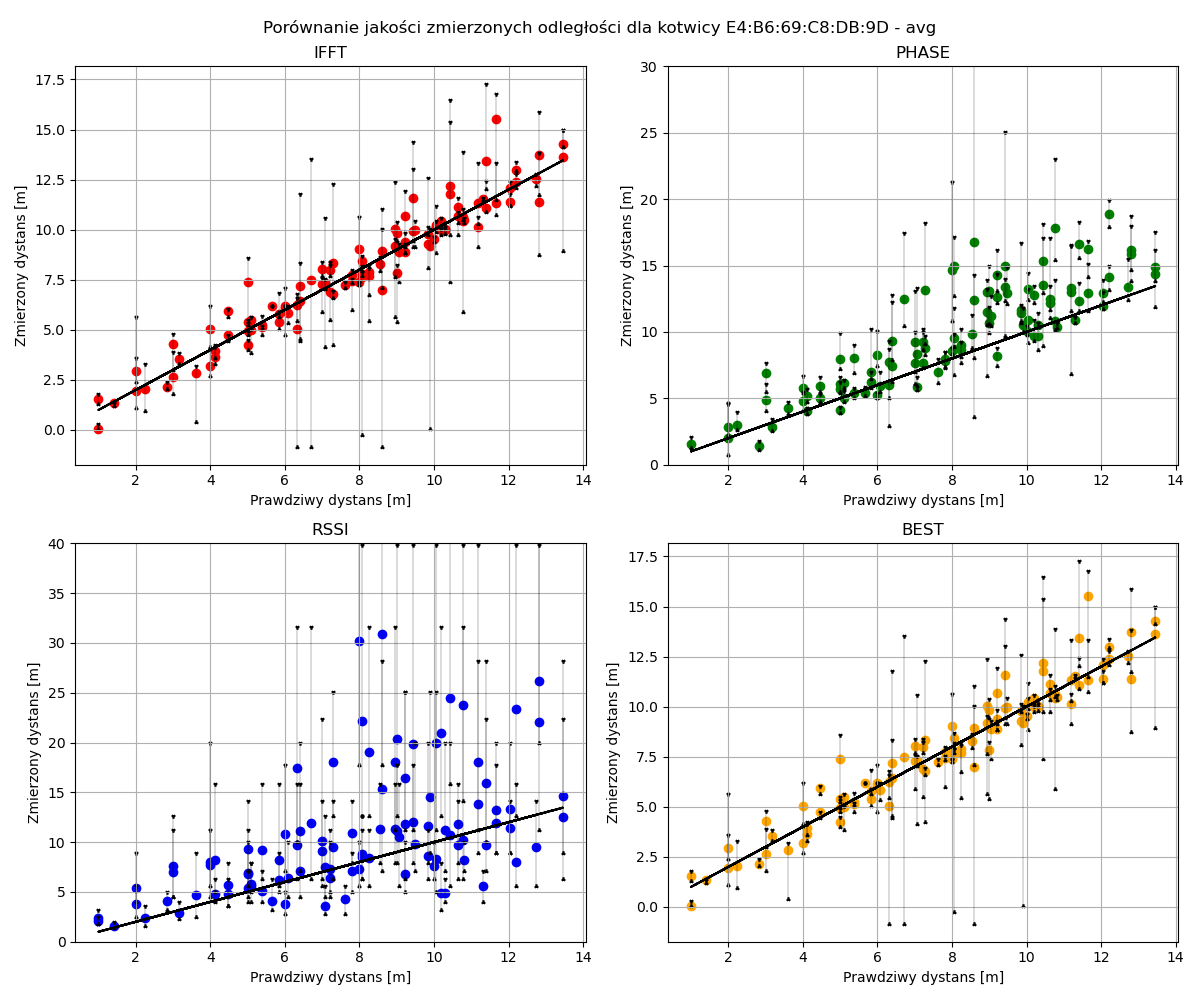 Porównanie jakości zmierzonych odległości dla kotwicy E4:B6:69:C8:DB:9D - avg
IFFT
17.5
15.0
12.5
10.0
7.5
5.0
2.5
0.0
Zmierzony dystans [m]
2 4 6 8 10 12 14
Prawdziwy dystans [m]
PHASE
30
25
20
15
10
5
0
Zmierzony dystans [m]
2 4 6 8 10 12 14
Prawdziwy dystans [m]
RSSI
40
35
30
25
20
15
10
5
0
Zmierzony dystans [m]
2 4 6 8 10 12 14
Prawdziwy dystans [m]
BEST
17.5
15.0
12.5
10.0
7.5
5.0
2.5
0.0
Zmierzony dystans [m]
2 4 6 8 10 12 14
Prawdziwy dystans [m]